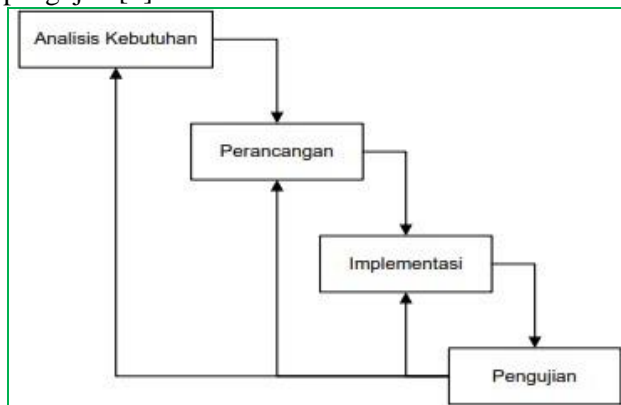 Analisis Kebutuhan
Perancangan
Implementasi
Pengujian